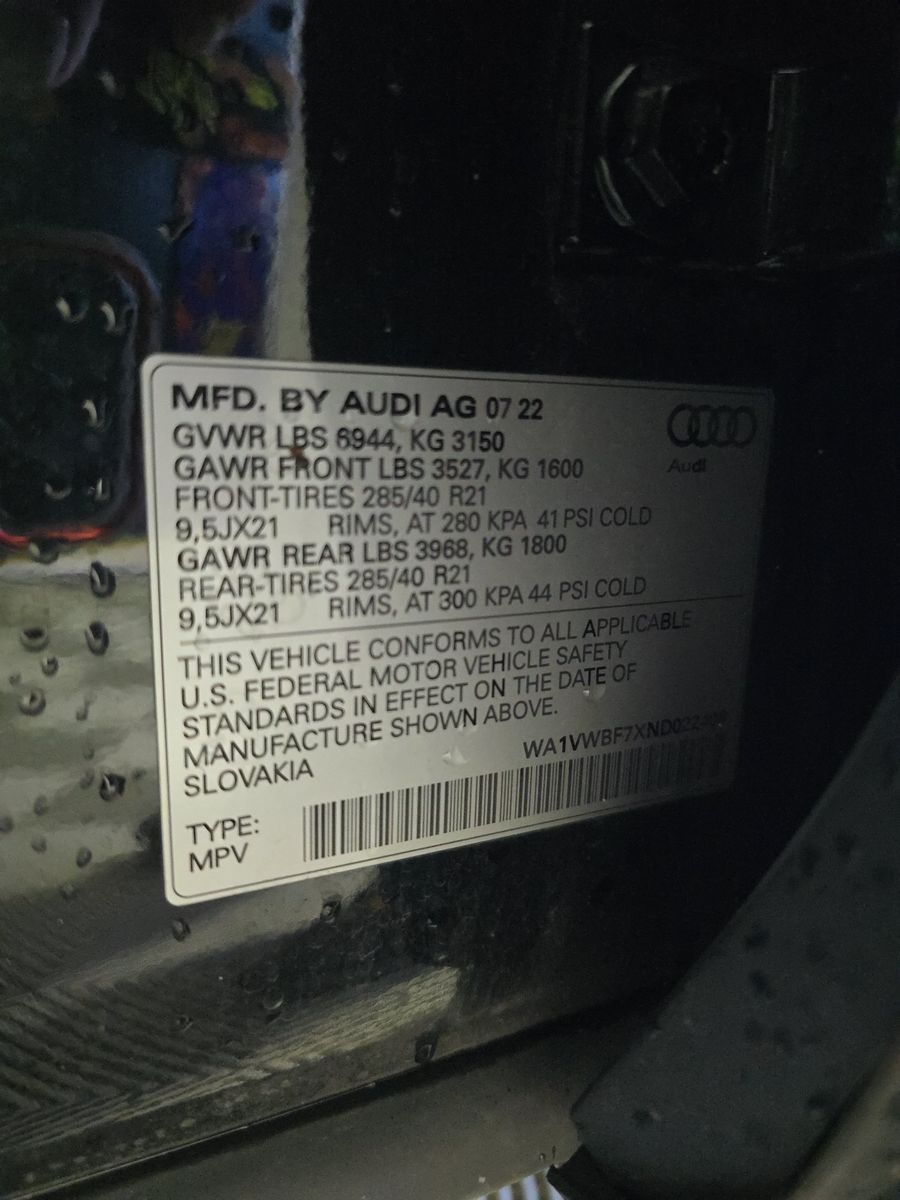 MFD. BY AUDI AG 07 22
GVWR LBS 6944, KG 3150
GAWR FRONT LBS 3527, KG 1600
FRONT-TIRES 285/40 R21
9,5JX21 RIMS, AT 280 KPA 41 PSI COLD
GAWR REAR LBS 3968, KG 1800
REAR-TIRES 285/40 R21
9,5JX21 RIMS, AT 300 KPA 44 PSI COLD
Audi
THIS VEHICLE CONFORMS TO ALL APPLICABLE
U.S. FEDERAL MOTOR VEHICLE SAFETY
STANDARDS IN EFFECT ON THE DATE OF
MANUFACTURE SHOWN ABOVE.
SLOVAKIA
TYPE:
MPV